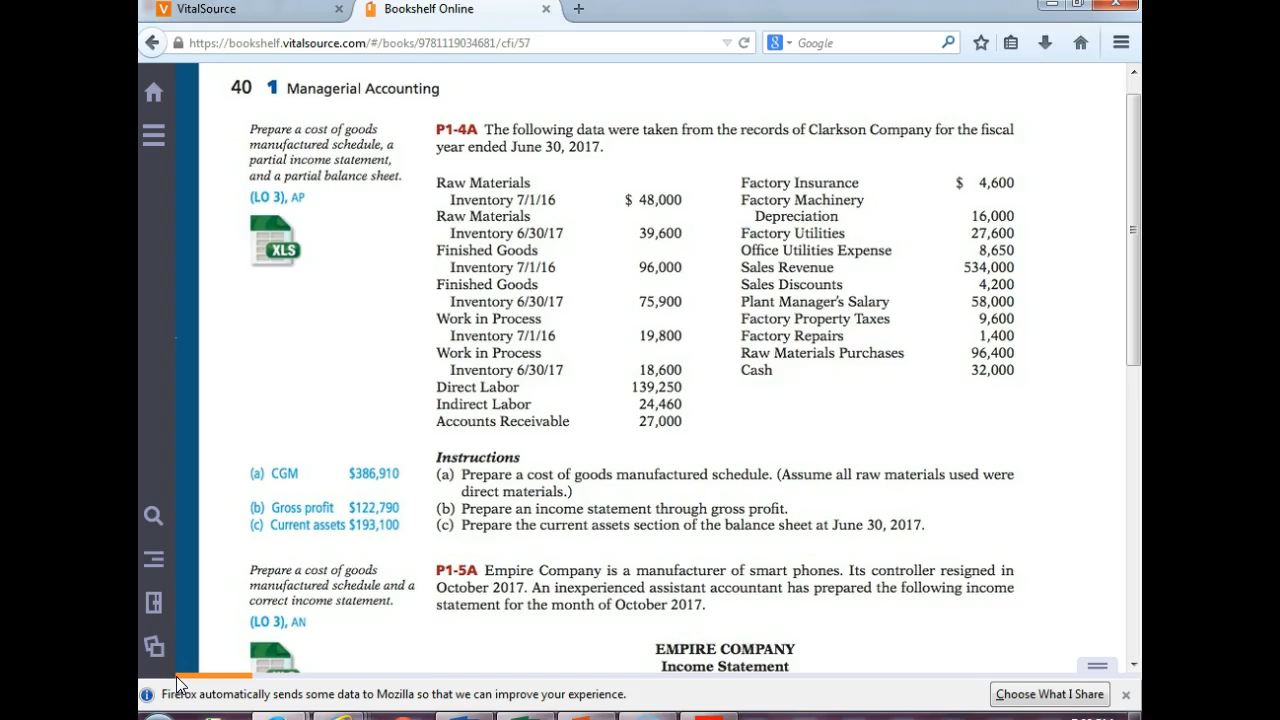 VitalSource
Bookshelf Online
https://bookshelf.vitalsource.com/#/books/9781119034681/cfi/57
Google
40 1 Managerial Accounting
Prepare a cost of goods
manufactured schedule, a
partial income statement,
and a partial balance sheet.
(LO 3), AP
XLS
P1-4A The following data were taken from the records of Clarkson Company for the fiscal
year ended June 30, 2017.
Raw Materials
Inventory 7/1/16 $ 48,000
Raw Materials
Inventory 6/30/17 39,600
Finished Goods
Inventory 7/1/16 96,000
Finished Goods
Inventory 6/30/17 75,900
Work in Process
Inventory 7/1/16 19,800
Work in Process
Inventory 6/30/17 18,600
Direct Labor 139,250
Indirect Labor 24,460
Accounts Receivable 27,000
Factory Insurance $ 4,600
Factory Machinery
Depreciation 16,000
Factory Utilities 27,600
Office Utilities Expense 8,650
Sales Revenue 534,000
Sales Discounts 4,200
Plant Manager's Salary 58,000
Factory Property Taxes 9,600
Factory Repairs 1,400
Raw Materials Purchases 96,400
Cash 32,000
Instructions
(a) CGM $386,910
(a) Prepare a cost of goods manufactured schedule. (Assume all raw materials used were
direct materials.)
(b) Gross profit $122,790
(b) Prepare an income statement through gross profit.
(c) Current assets $193,100
(c) Prepare the current assets section of the balance sheet at June 30, 2017.
Prepare a cost of goods
manufactured schedule and a
correct income statement.
(LO 3), AN
P1-5A Empire Company is a manufacturer of smart phones. Its controller resigned in
October 2017. An inexperienced assistant accountant has prepared the following income
statement for the month of October 2017.
EMPIRE COMPANY
Income Statement
Firefox automatically sends some data to Mozilla so that we can improve your experience.
Choose What I Share